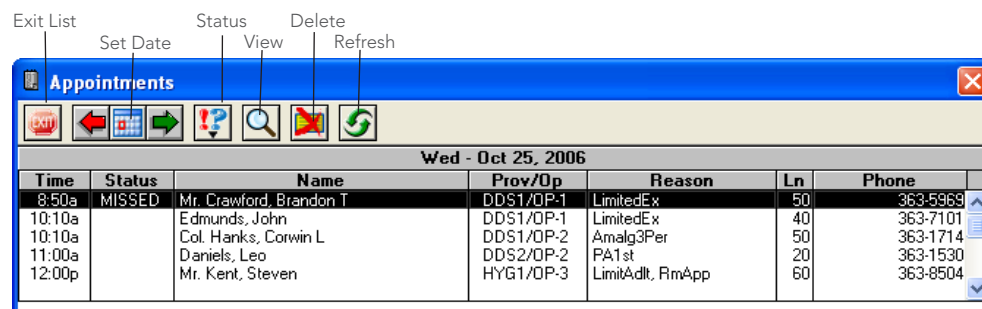 Exit List Status Delete
Set Date View Refresh
Appointments
EXIT
Wed - Oct 25, 2006
Time Status Name Prov/Op Reason Ln Phone
8:50a MISSED Mr. Crawford, Brandon T DDS1/OP-1 LimitedEx 50 363-5969
10:10a Edmunds, John DDS1/OP-1 LimitedEx 40 363-7101
10:10a Col. Hanks, Corwin L DDS1/OP-2 Amalg3Per 50 363-1714
11:00a Daniels, Leo DDS2/OP-2 PA1st 20 363-1530
12:00p Mr. Kent, Steven HYG1/OP-3 LimitAdlt, RmApp 60 363-8504